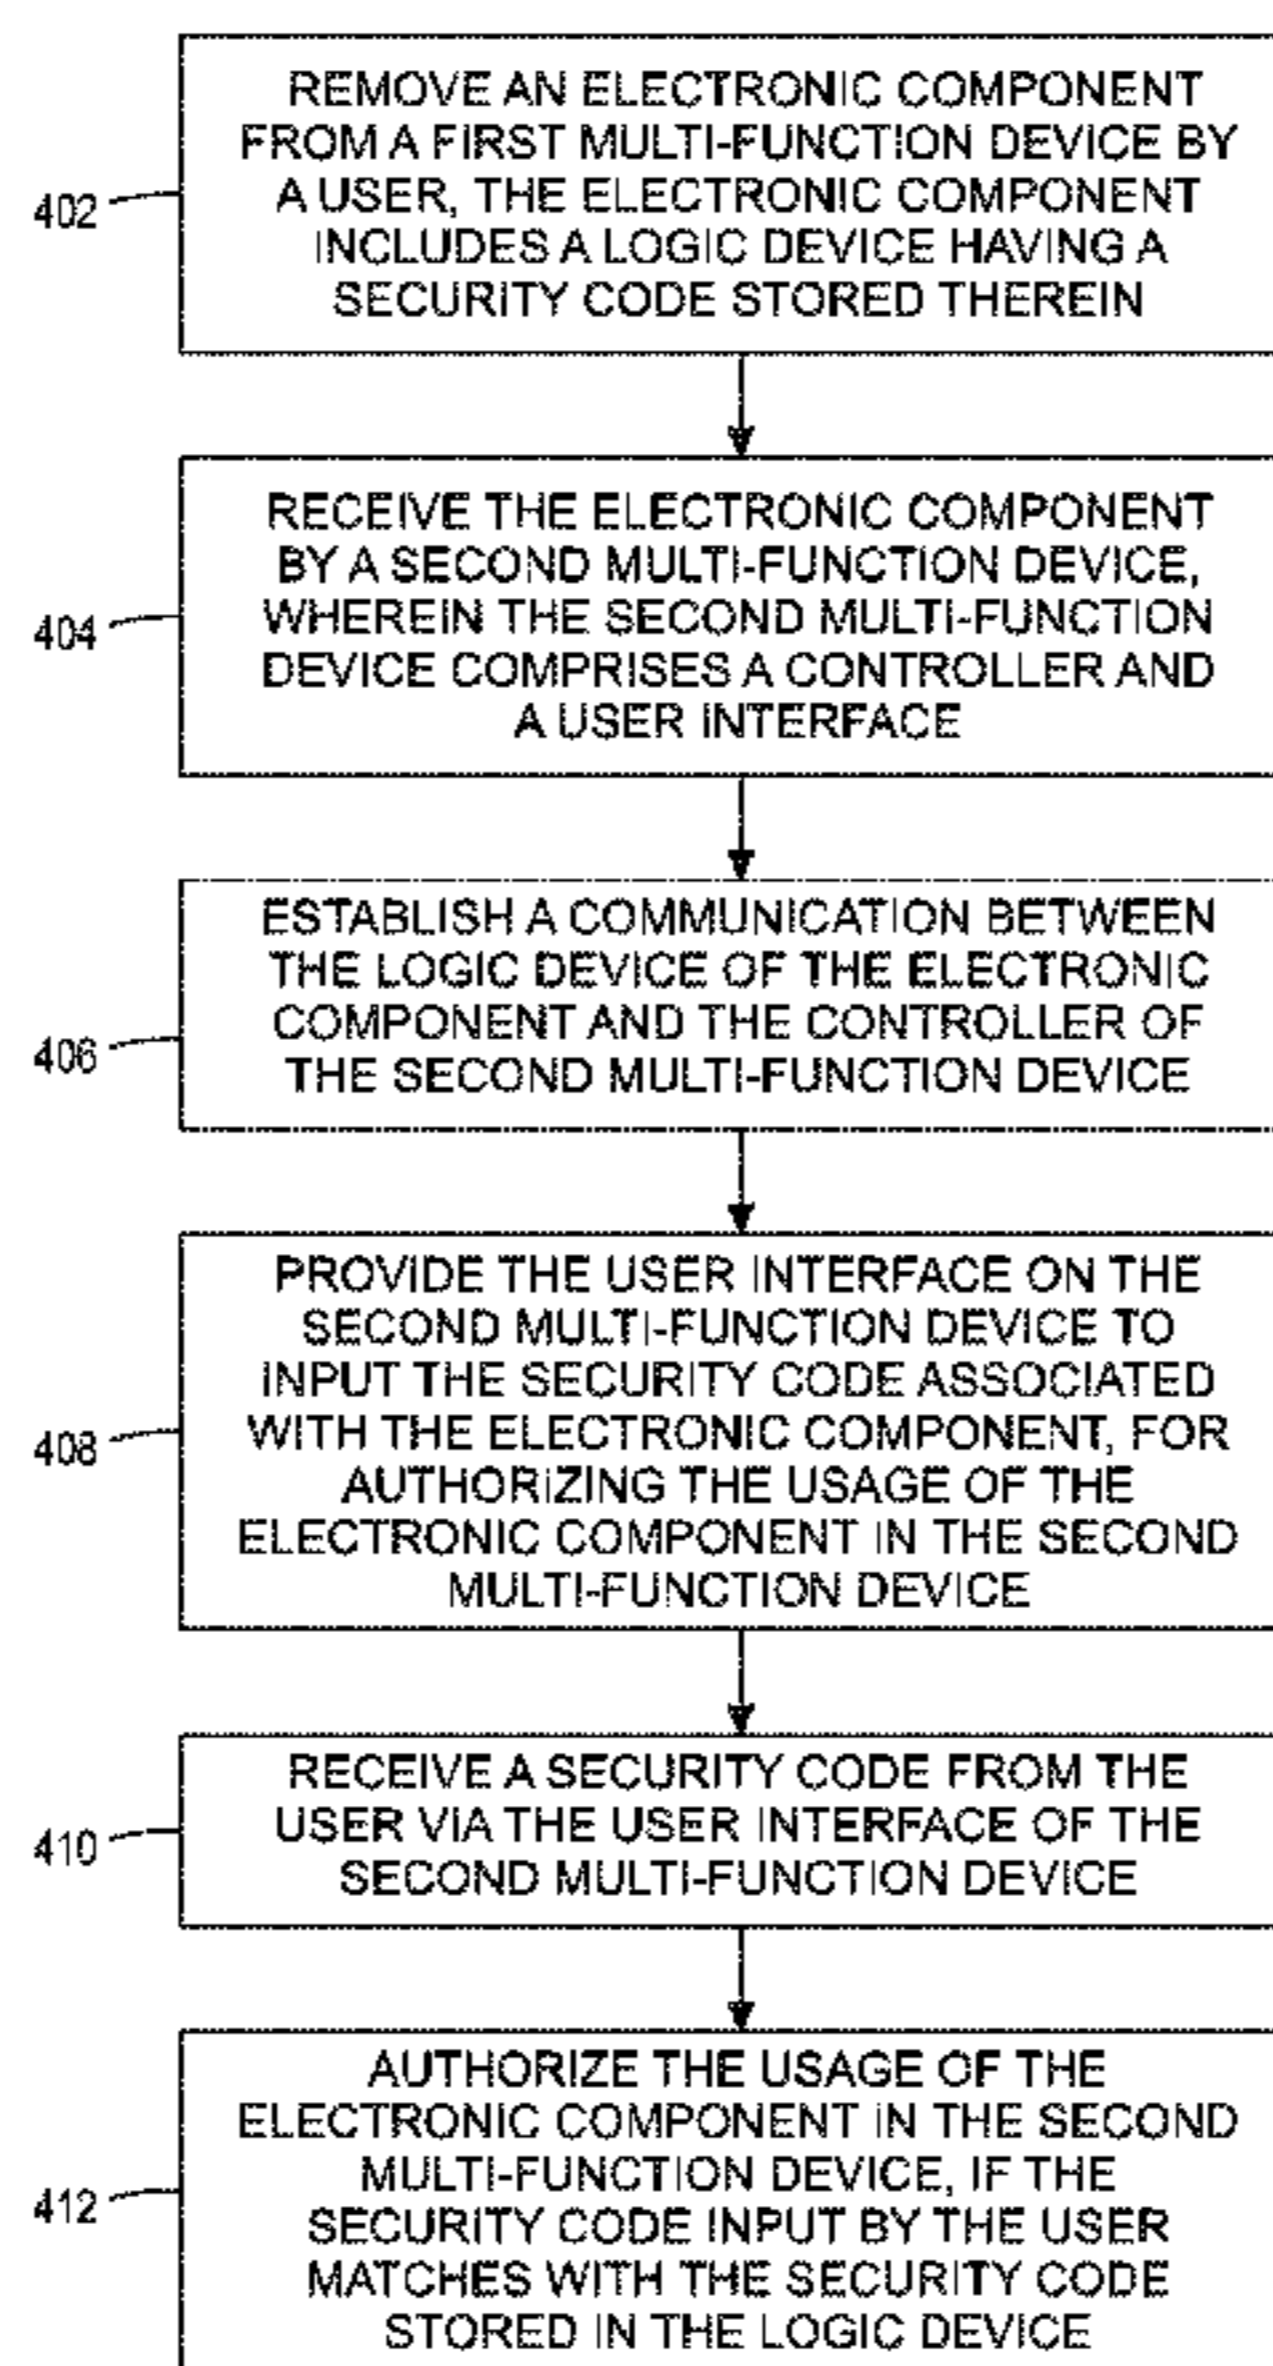 REMOVE AN ELECTRONIC COMPONENT
FROM A FIRST MULTI-FUNCTION DEVICE BY
A USER, THE ELECTRONIC COMPONENT
INCLUDES A LOGIC DEVICE HAVING A
SECURITY CODE STORED THEREIN
402
RECEIVE THE ELECTRONIC COMPONENT
BY A SECOND MULTI-FUNCTION DEVICE,
WHEREIN THE SECOND MULTI-FUNCTION
DEVICE COMPRISES A CONTROLLER AND
A USER INTERFACE
404
ESTABLISH A COMMUNICATION BETWEEN
THE LOGIC DEVICE OF THE ELECTRONIC
COMPONENT AND THE CONTROLLER OF
THE SECOND MULTI-FUNCTION DEVICE
406
PROVIDE THE USER INTERFACE ON THE
SECOND MULTI-FUNCTION DEVICE TO
INPUT THE SECURITY CODE ASSOCIATED
WITH THE ELECTRONIC COMPONENT, FOR
AUTHORIZING THE USAGE OF THE
ELECTRONIC COMPONENT IN THE SECOND
MULTI-FUNCTION DEVICE
408
RECEIVE A SECURITY CODE FROM THE
USER VIA THE USER INTERFACE OF THE
SECOND MULTI-FUNCTION DEVICE
410
AUTHORIZE THE USAGE OF THE
ELECTRONIC COMPONENT IN THE SECOND
MULTI-FUNCTION DEVICE, IF THE
SECURITY CODE INPUT BY THE USER
MATCHES WITH THE SECURITY CODE
STORED IN THE LOGIC DEVICE
412